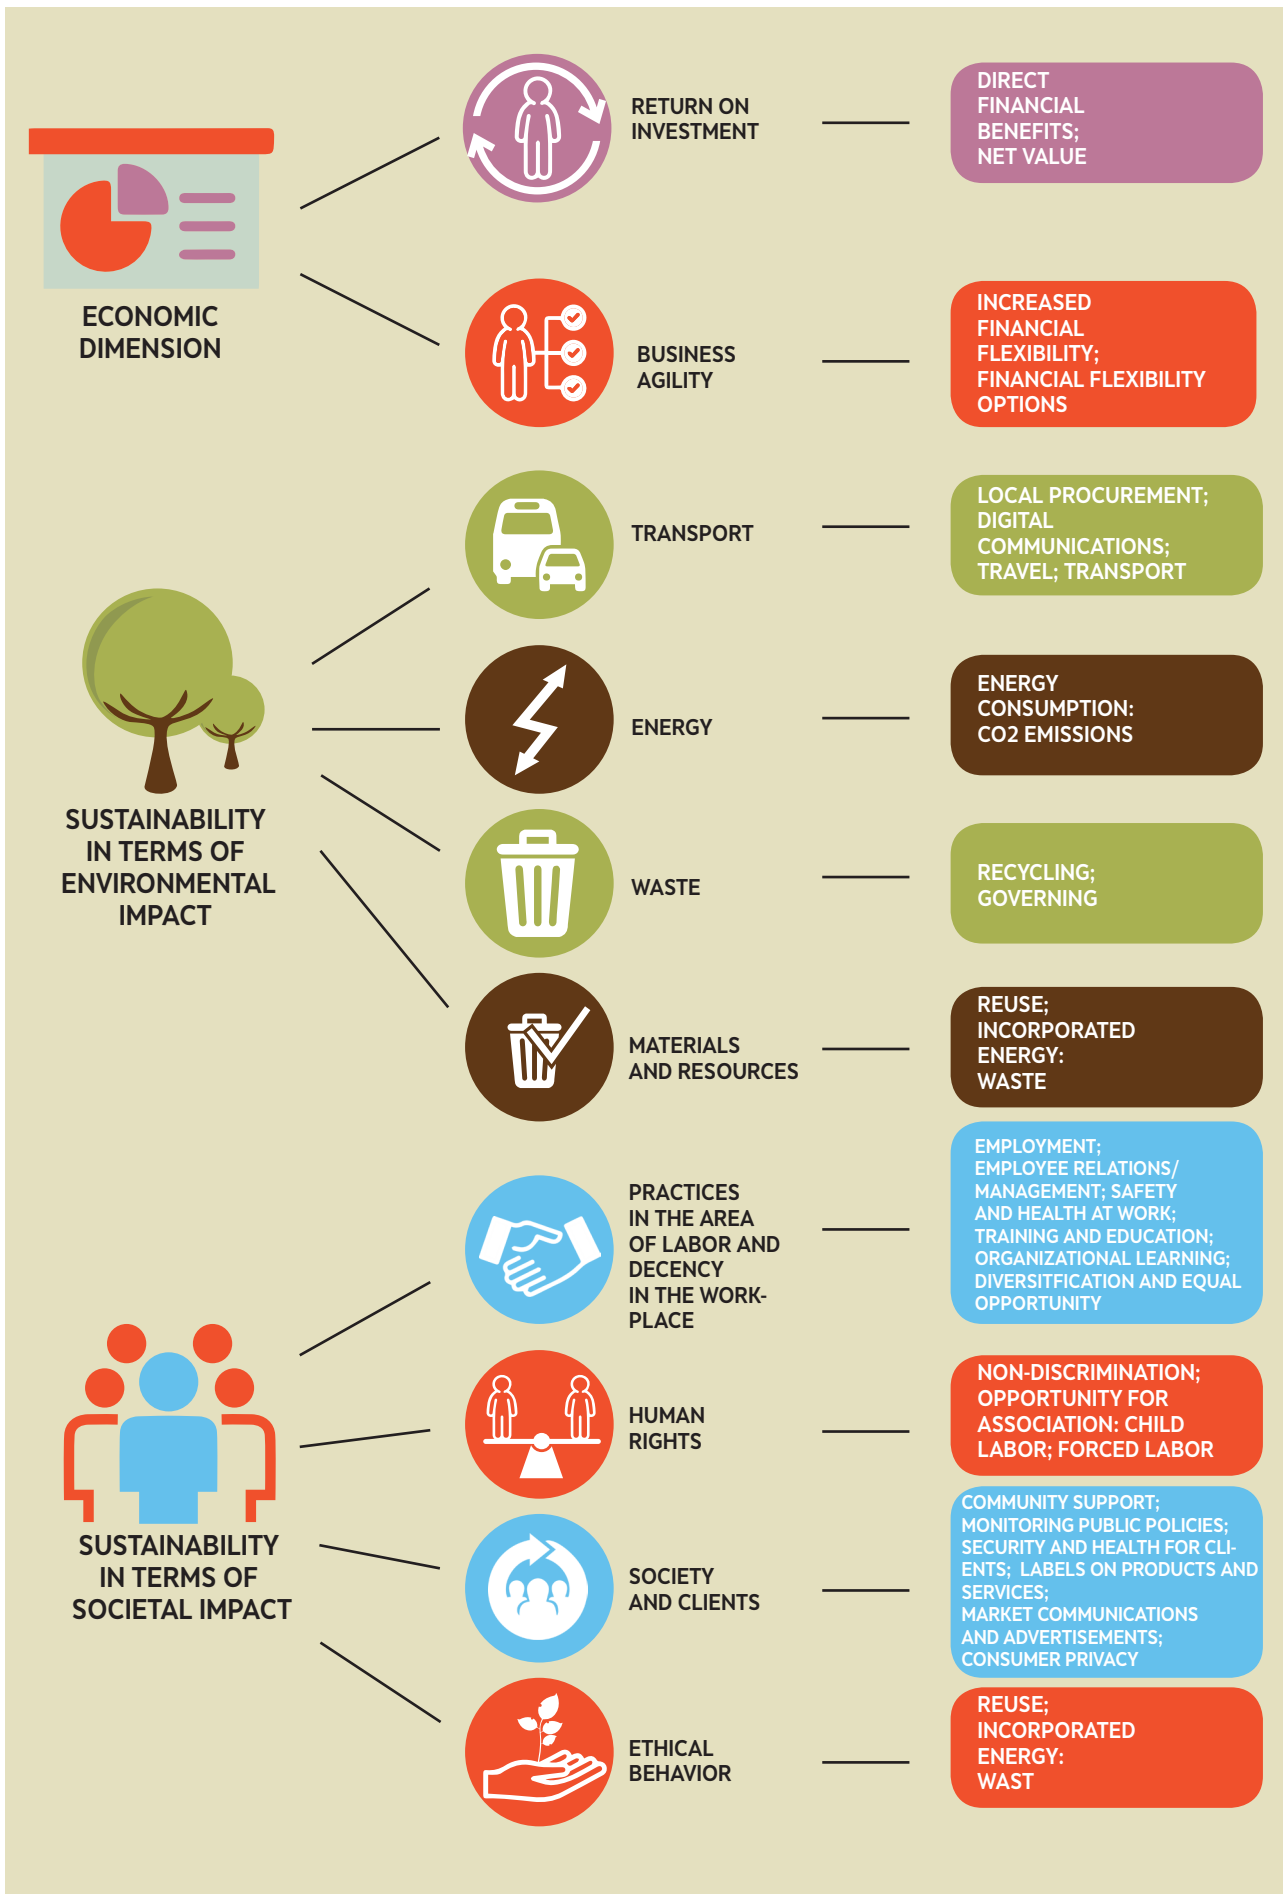 RETURN ON
INVESTMENT
DIRECT
FINANCIAL
BENEFITS;
NET VALUE
ECONOMIC
DIMENSION
BUSINESS
AGILITY
INCREASED
FINANCIAL
FLEXIBILITY;
FINANCIAL FLEXIBILITY
OPTIONS
TRANSPORT
LOCAL PROCUREMENT;
DIGITAL
COMMUNICATIONS;
TRAVEL; TRANSPORT
SUSTAINABILITY
IN TERMS OF
ENVIRONMENTAL
IMPACT
ENERGY
ENERGY
CONSUMPTION:
CO2 EMISSIONS
WASTE
RECYCLING;
GOVERNING
MATERIALS
AND RESOURCES
REUSE;
INCORPORATED
ENERGY:
WASTE
PRACTICES
IN THE AREA
OF LABOR AND
DECENCY
IN THE WORK-
PLACE
EMPLOYMENT;
EMPLOYEE RELATIONS/
MANAGEMENT; SAFETY
AND HEALTH AT WORK;
TRAINING AND EDUCATION;
ORGANIZATIONAL LEARNING;
DIVERSITFICATION AND EQUAL
OPPORTUNITY
SUSTAINABILITY
IN TERMS OF
SOCIETAL IMPACT
HUMAN
RIGHTS
NON-DISCRIMINATION;
OPPORTUNITY FOR
ASSOCIATION: CHILD
LABOR; FORCED LABOR
SOCIETY
AND CLIENTS
COMMUNITY SUPPORT;
MONITORING PUBLIC POLICIES;
SECURITY AND HEALTH FOR CLI-
ENTS; LABELS ON PRODUCTS AND
SERVICES;
MARKET COMMUNICATIONS
AND ADVERTISEMENTS;
CONSUMER PRIVACY
ETHICAL
BEHAVIOR
REUSE;
INCORPORATED
ENERGY:
WAST